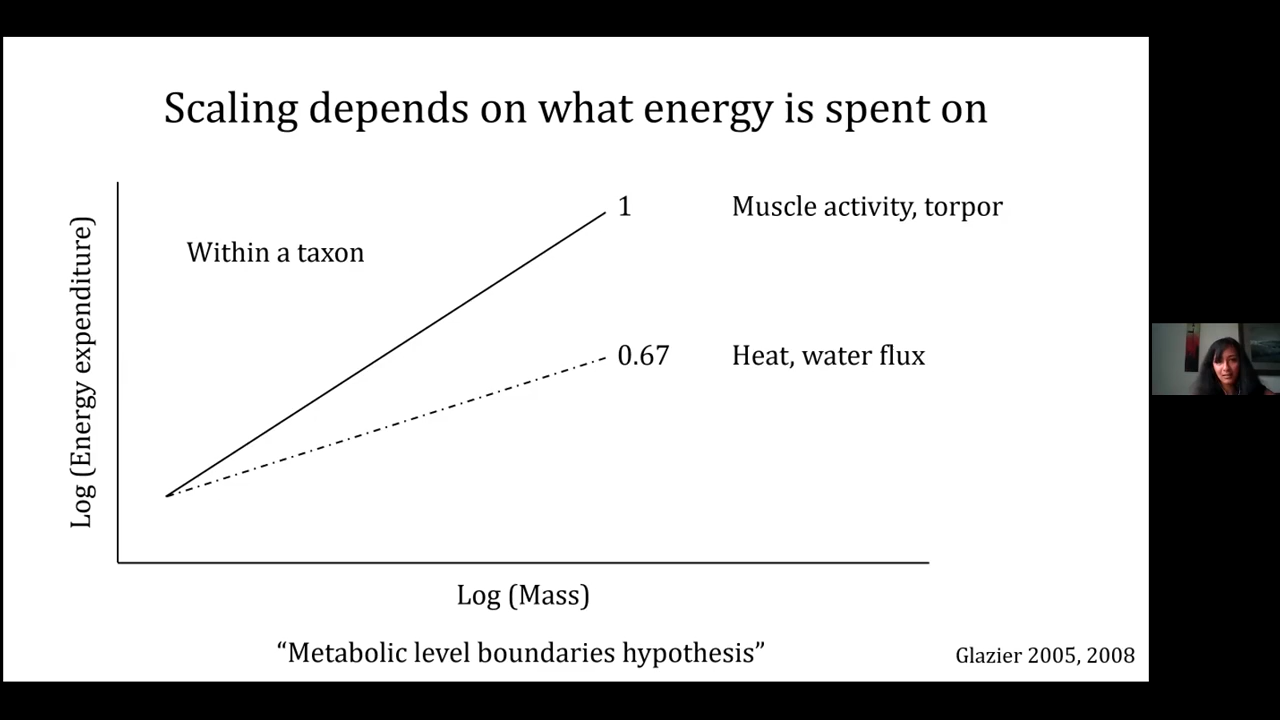 Scaling depends on what energy is spent on
Log (Energy expenditure)
Within a taxon
1
Muscle activity, torpor
0.67
Heat, water flux
Log (Mass)
“Metabolic level boundaries hypothesis”
Glazier 2005, 2008